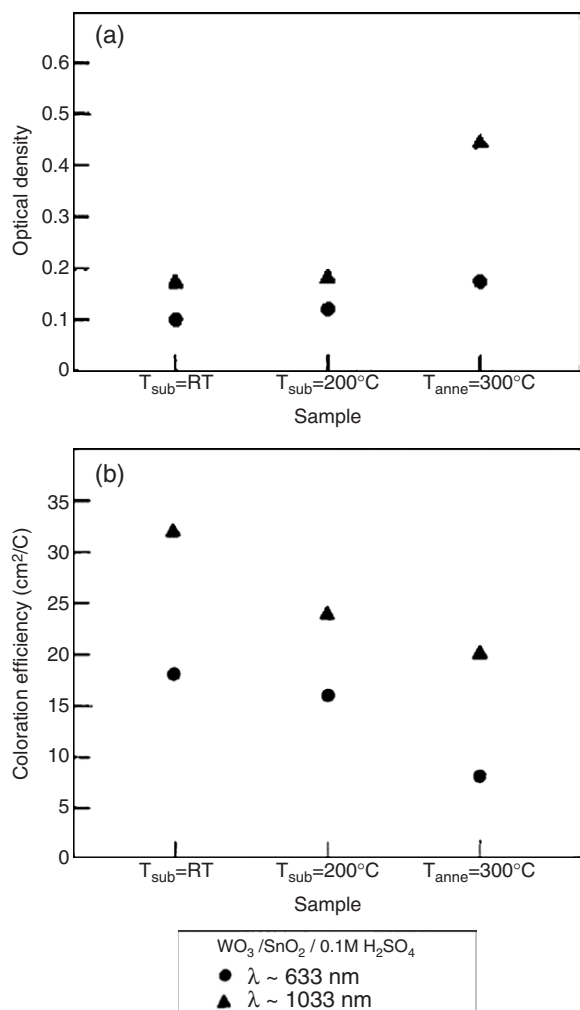 (a)
0.6
0.5
0.4
0.3
0.2
0.1
0
Optical density
T_sub=RT T_sub=200°C T_anne=300°C
Sample
(b)
35
30
25
20
15
10
5
0
Coloration efficiency (cm²/C)
T_sub=RT T_sub=200°C T_anne=300°C
Sample
WO₃ /SnO₂ / 0.1M H₂SO₄
● λ ~ 633 nm
▲ λ ~ 1033 nm